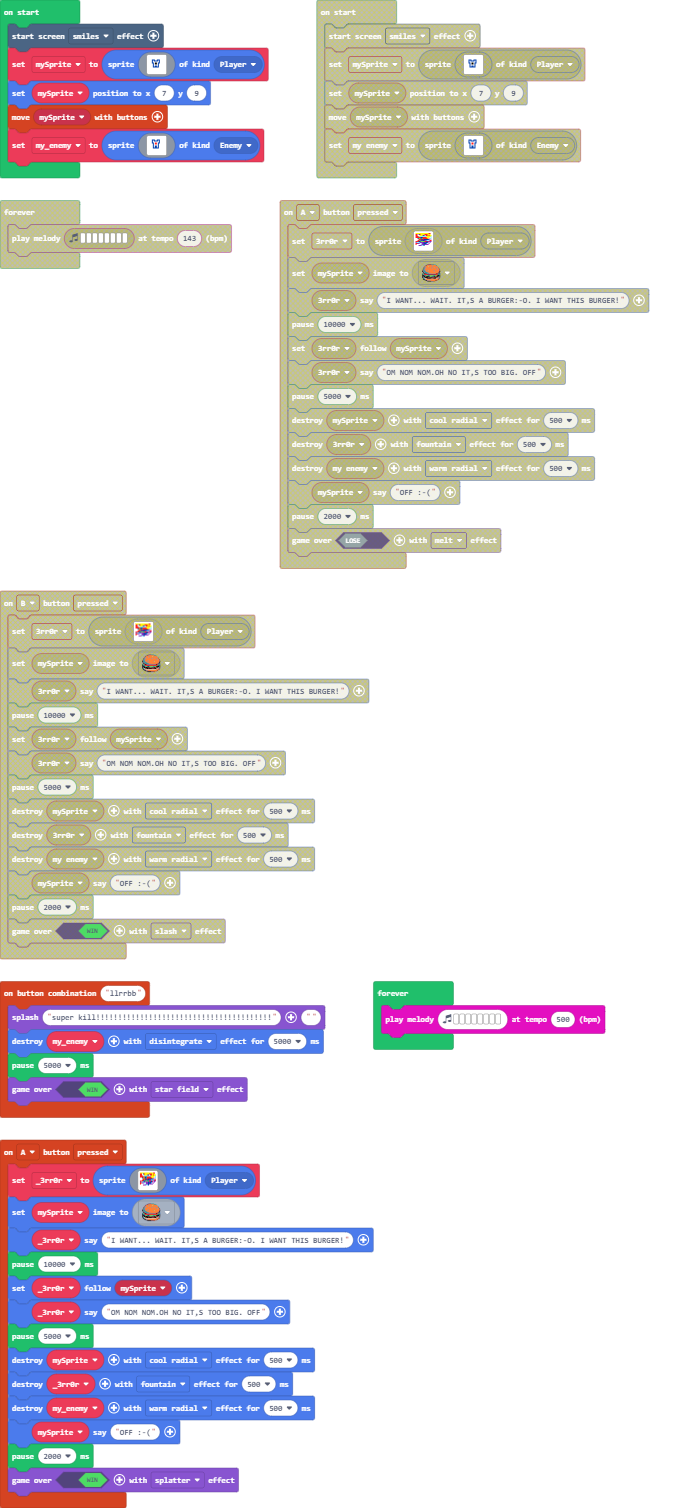 on start
start screen smiles effect
set mySprite to sprite of kind Player
set mySprite position to x 7 y 9
move mySprite with buttons
set my_enemy to sprite of kind Enemy
on start
start screen smiles effect
set mySprite to sprite of kind Player
set mySprite position to x 7 y 9
move mySprite with buttons
set my enemy to sprite of kind Enemy
forever
play melody at tempo 143 (bpm)
on A button pressed
set 3rr0r to sprite of kind Player
set mySprite image to
3rr0r say "I WANT... WAIT. IT,S A BURGER:-O. I WANT THIS BURGER!"
pause 10000 ms
set 3rr0r follow mySprite
3rr0r say "OM NOM NOM.OH NO IT,S TOO BIG. OFF"
pause 5000 ms
destroy mySprite with cool radial effect for 500 ms
destroy 3rr0r with fountain effect for 500 ms
destroy my enemy with warm radial effect for 500 ms
mySprite say "OFF :-("
pause 2000 ms
game over LOSE with melt effect
on B button pressed
set 3rr0r to sprite of kind Player
set mySprite image to
3rr0r say "I WANT... WAIT. IT,S A BURGER:-O. I WANT THIS BURGER!"
pause 10000 ms
set 3rr0r follow mySprite
3rr0r say "OM NOM NOM.OH NO IT,S TOO BIG. OFF"
pause 5000 ms
destroy mySprite with cool radial effect for 500 ms
destroy 3rr0r with fountain effect for 500 ms
destroy my enemy with warm radial effect for 500 ms
mySprite say "OFF :-("
pause 2000 ms
game over WIN with slash effect
on button combination "llrrbb"
splash "super kill!!!!!!!!!!!!!!!!!!!!!!!!!!!!!!!!!!!!!!!!" ""
destroy my_enemy with disintegrate effect for 5000 ms
pause 5000 ms
game over WIN with star field effect
forever
play melody at tempo 500 (bpm)
on A button pressed
set _3rr0r to sprite of kind Player
set mySprite image to
_3rr0r say "I WANT... WAIT. IT,S A BURGER:-O. I WANT THIS BURGER!"
pause 10000 ms
set _3rr0r follow mySprite
_3rr0r say "OM NOM NOM.OH NO IT,S TOO BIG. OFF"
pause 5000 ms
destroy mySprite with cool radial effect for 500 ms
destroy _3rr0r with fountain effect for 500 ms
destroy my_enemy with warm radial effect for 500 ms
mySprite say "OFF :-("
pause 2000 ms
game over WIN with splatter effect